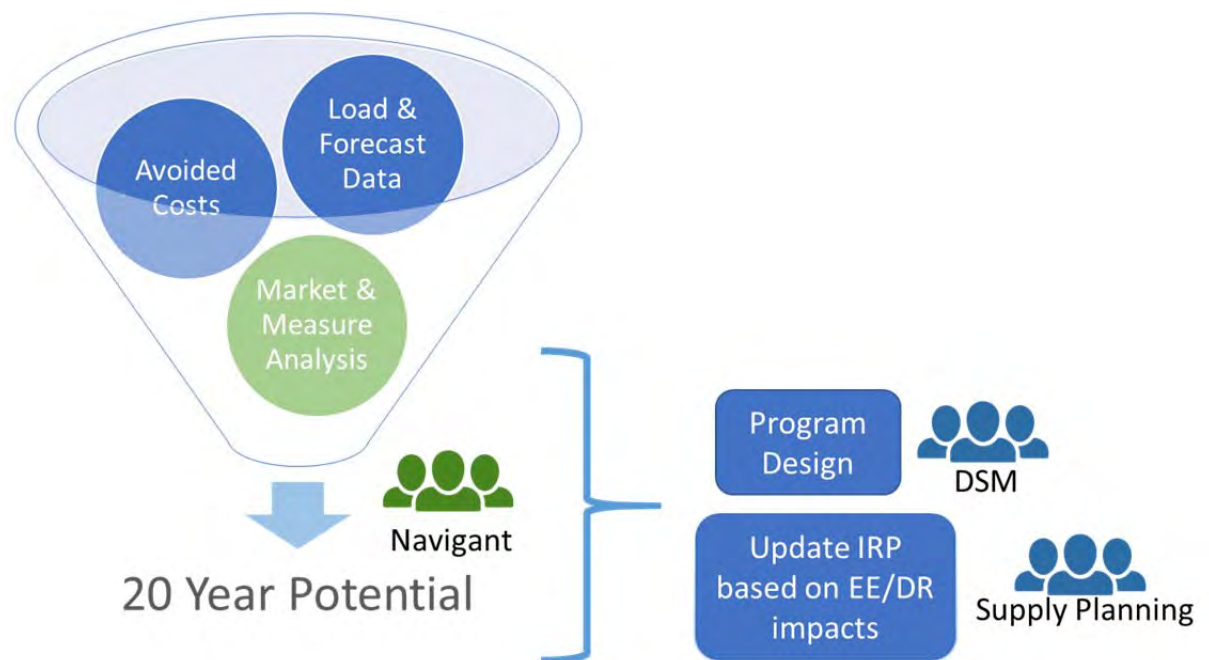 Load &
Forecast
Data
Avoided
Costs
Market &
Measure
Analysis
Navigant
20 Year Potential
Program
Design
DSM
Update IRP
based on EE/DR
impacts
Supply Planning